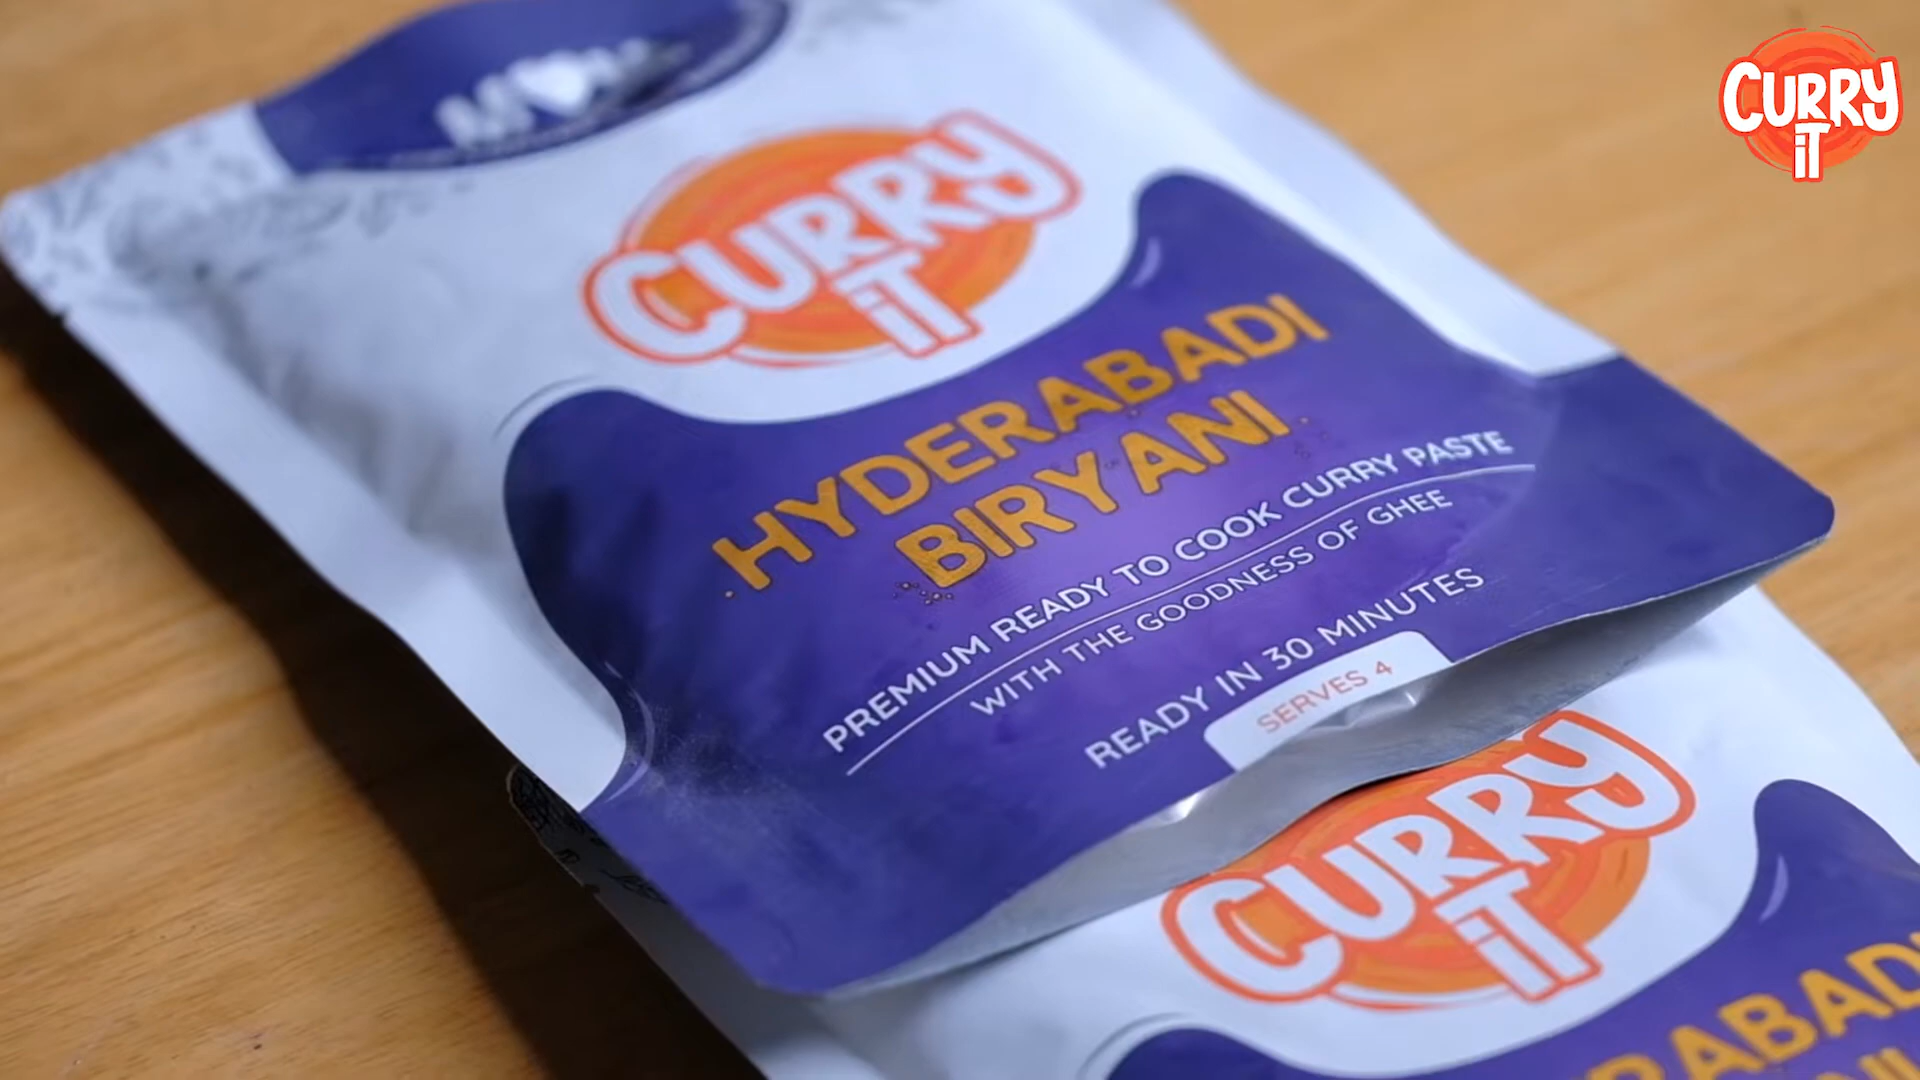 CURRY
iT
CURRY
iT
HYDERABADI
BIRYANI
PREMIUM READY TO COOK CURRY PASTE
WITH THE GOODNESS OF GHEE
READY IN 30 MINUTES
SERVES 4
CURRY
iT